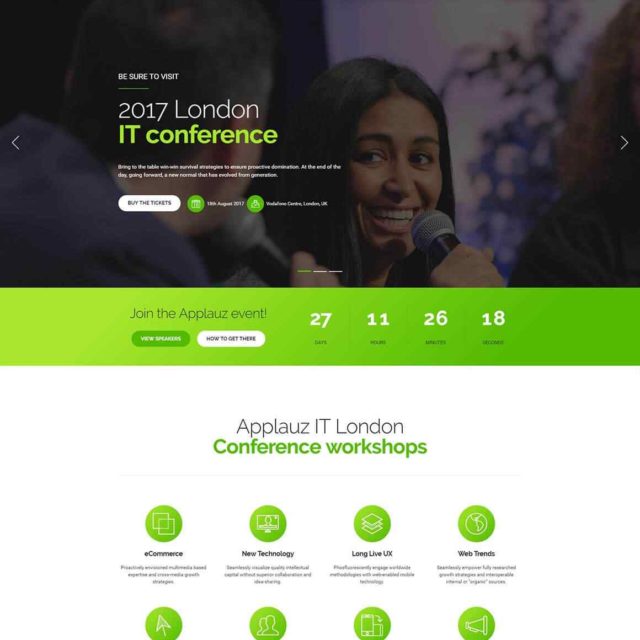 BE SURE TO VISIT
2017 London
IT conference
Bring to the table win-win survival strategies to ensure proactive domination. At the end of the
day, going forward, a new normal that has evolved from generation.
BUY THE TICKETS
18th August 2017
Vodafone Centre, London, UK
Join the Applauz event!
VIEW SPEAKERS
HOW TO GET THERE
27
11
26
18
DAYS
HOURS
MINUTES
SECONDS
Applauz IT London
Conference workshops
eCommerce
New Technology
Long Live UX
Web Trends
Proactively envisioned multimedia based
expertise and cross-media growth
strategies.
Seamlessly visualize quality intellectual
capital without superior collaboration and
idea-sharing.
Phosfluorescently engage worldwide
methodologies with web-enabled mobile
technology.
Seamlessly empower fully researched
growth strategies and interoperable
internal or "organic" sources.